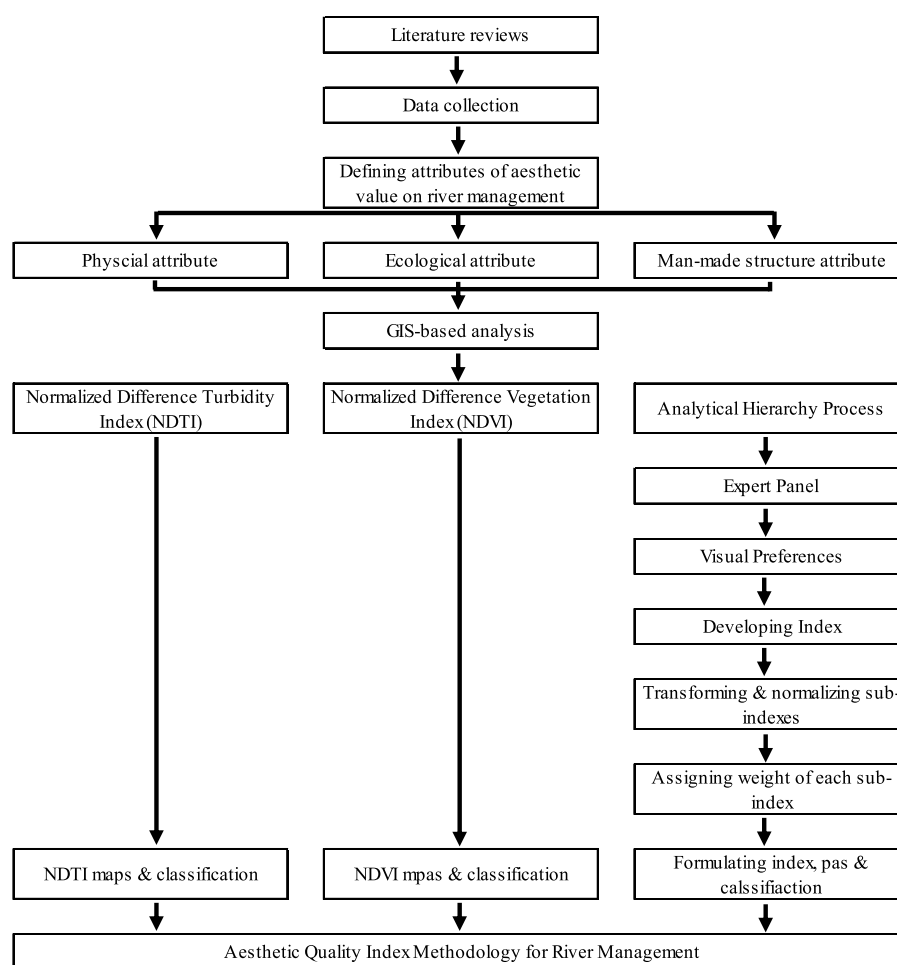 Literature reviews
Data collection
Defining attributes of aesthetic
value on river management
Physcial attribute
Ecological attribute
Man-made structure attribute
GIS-based analysis
Normalized Difference Turbidity
Index (NDTI)
Normalized Difference Vegetation
Index (NDVI)
Analytical Hierarchy Process
Expert Panel
Visual Preferences
Developing Index
Transforming & normalizing sub-
indexes
Assigning weight of each sub-
index
NDTI maps & classification
NDVI mpas & classification
Formulating index, pas &
calssifiaction
Aesthetic Quality Index Methodology for River Management